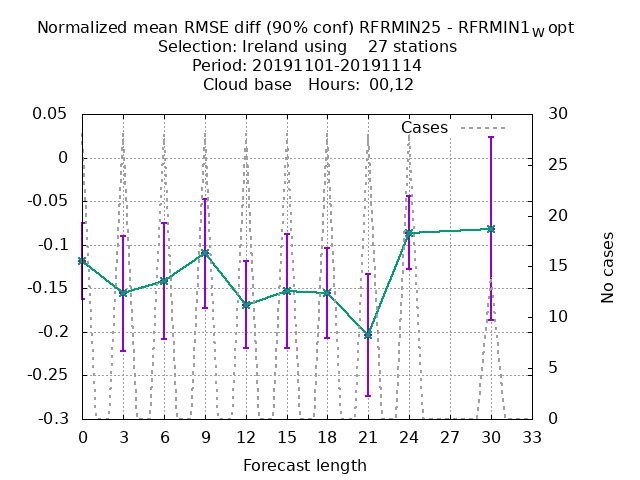 Normalized mean RMSE diff (90% conf) RFRMIN25 - RFRMIN1wopt
Selection: Ireland using 27 stations
Period: 20191101-20191114
Cloud base Hours: 00,12
Cases
0.05
0
-0.05
-0.1
-0.15
-0.2
-0.25
-0.3
30
25
20
15
10
5
0
No cases
0 3 6 9 12 15 18 21 24 27 30 33
Forecast length